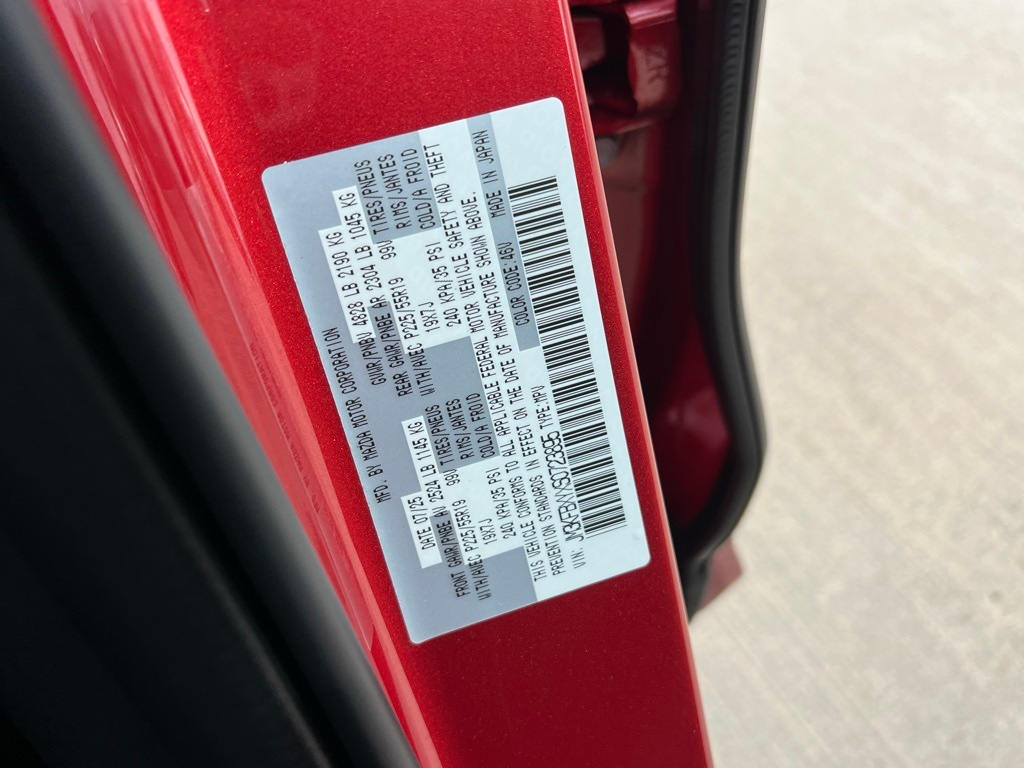 MFD. BY MAZDA MOTOR CORPORATION
DATE 07/25 GVWR/PNBV 4828 LB 2190 KG
FRONT GAWR/PNBE AV 2524 LB 1145 KG REAR GAWR/PNBE AR 2304 LB 1045 KG
WITH/AVEC P225/55R19 99V TIRES/PNEUS WITH/AVEC P225/55R19 99V TIRES/PNEUS
19X7J RIMS/JANTES 19X7J RIMS/JANTES
240 KPA/35 PSI COLD/A FROID 240 KPA/35 PSI COLD/A FROID
THIS VEHICLE CONFORMS TO ALL APPLICABLE FEDERAL MOTOR VEHICLE SAFETY AND THEFT
PREVENTION STANDARDS IN EFFECT ON THE DATE OF MANUFACTURE SHOWN ABOVE.
VIN: TYPE:MPV COLOR CODE:46V MADE IN JAPAN